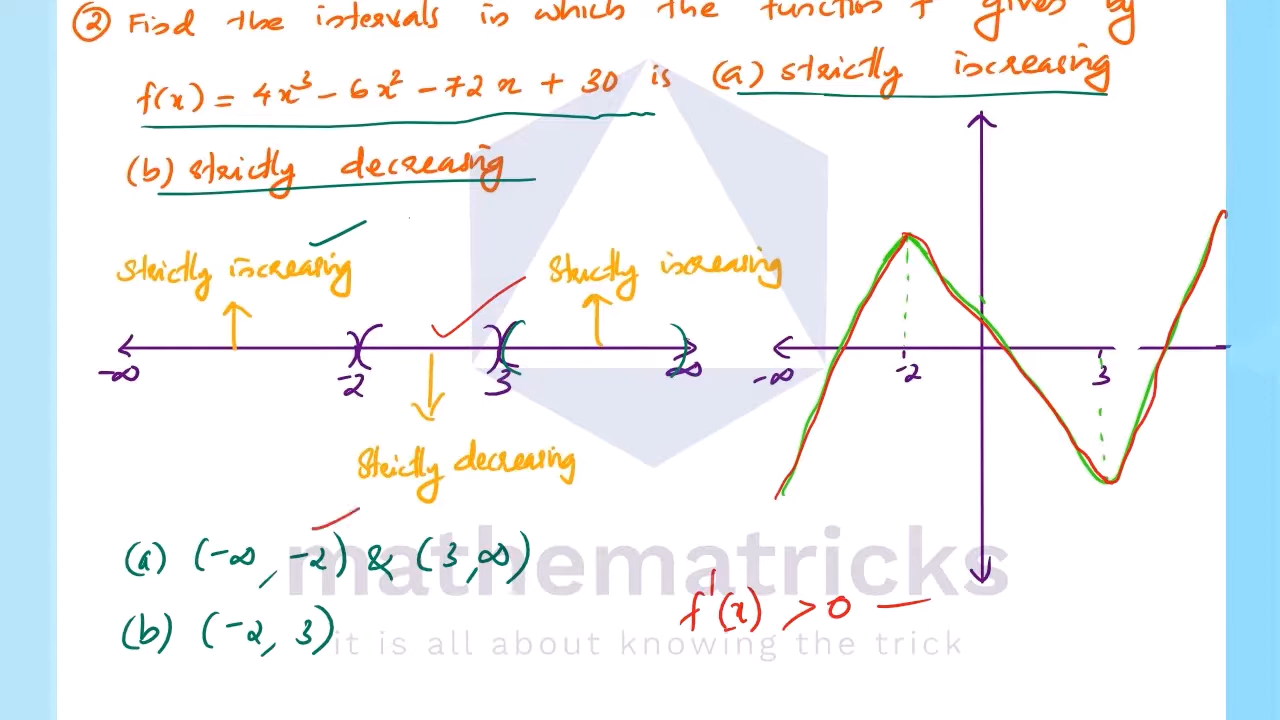 ② Find the intervals in which the function f given by
f(x) = 4x³ - 6x² - 72x + 30 is (a) strictly increasing
(b) strictly decreasing
Strictly increasing
Strictly increasing
-∞ -2 3 ∞
Strictly decreasing
-∞ -2 3
(a) (-∞, -2) & (3, ∞)
(b) (-2, 3)
f'(x) > 0 —
mathematricks
it is all about knowing the trick